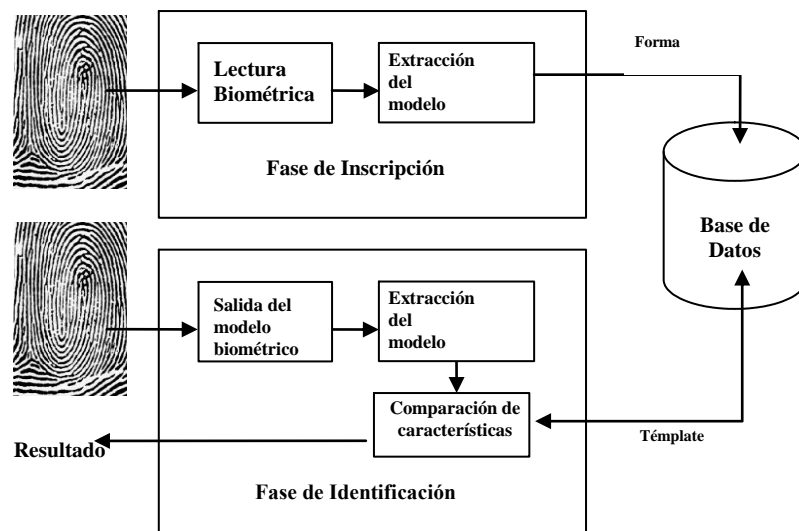 Lectura
Biométrica
Extracción
del
modelo
Forma
Fase de Inscripción
Base de
Datos
Salida del
modelo
biométrico
Extracción
del
modelo
Comparación de
características
Témplate
Resultado
Fase de Identificación